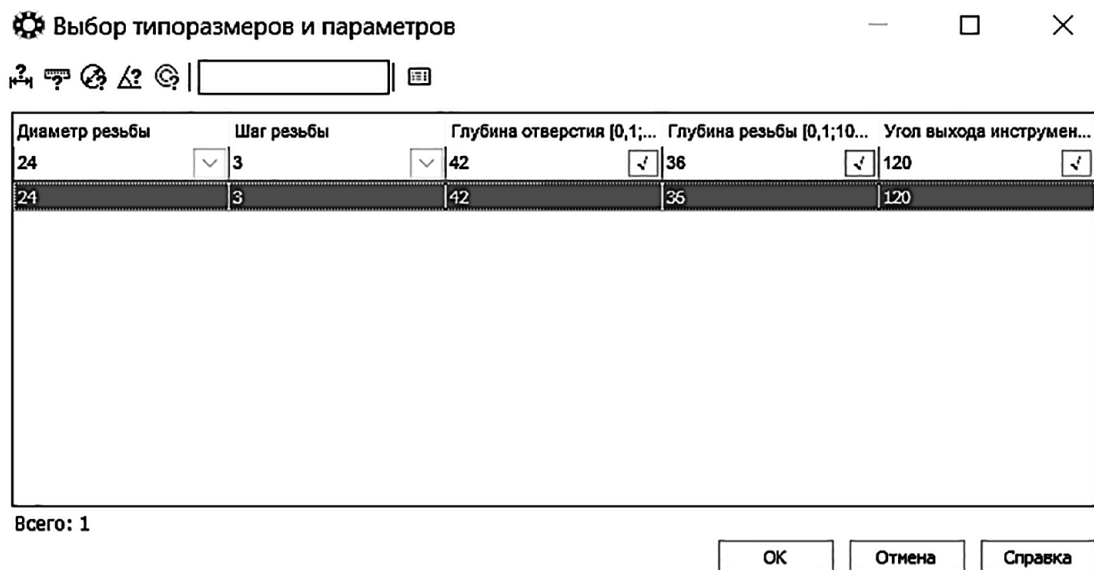 Выбор типоразмеров и параметров
Диаметр резьбы Шаг резьбы Глубина отверстия [0,1;... Глубина резьбы [0,1;10... Угол выхода инструмен...
24 3 42 36 120
24 3 42 36 120
Всего: 1
ОК Отмена Справка